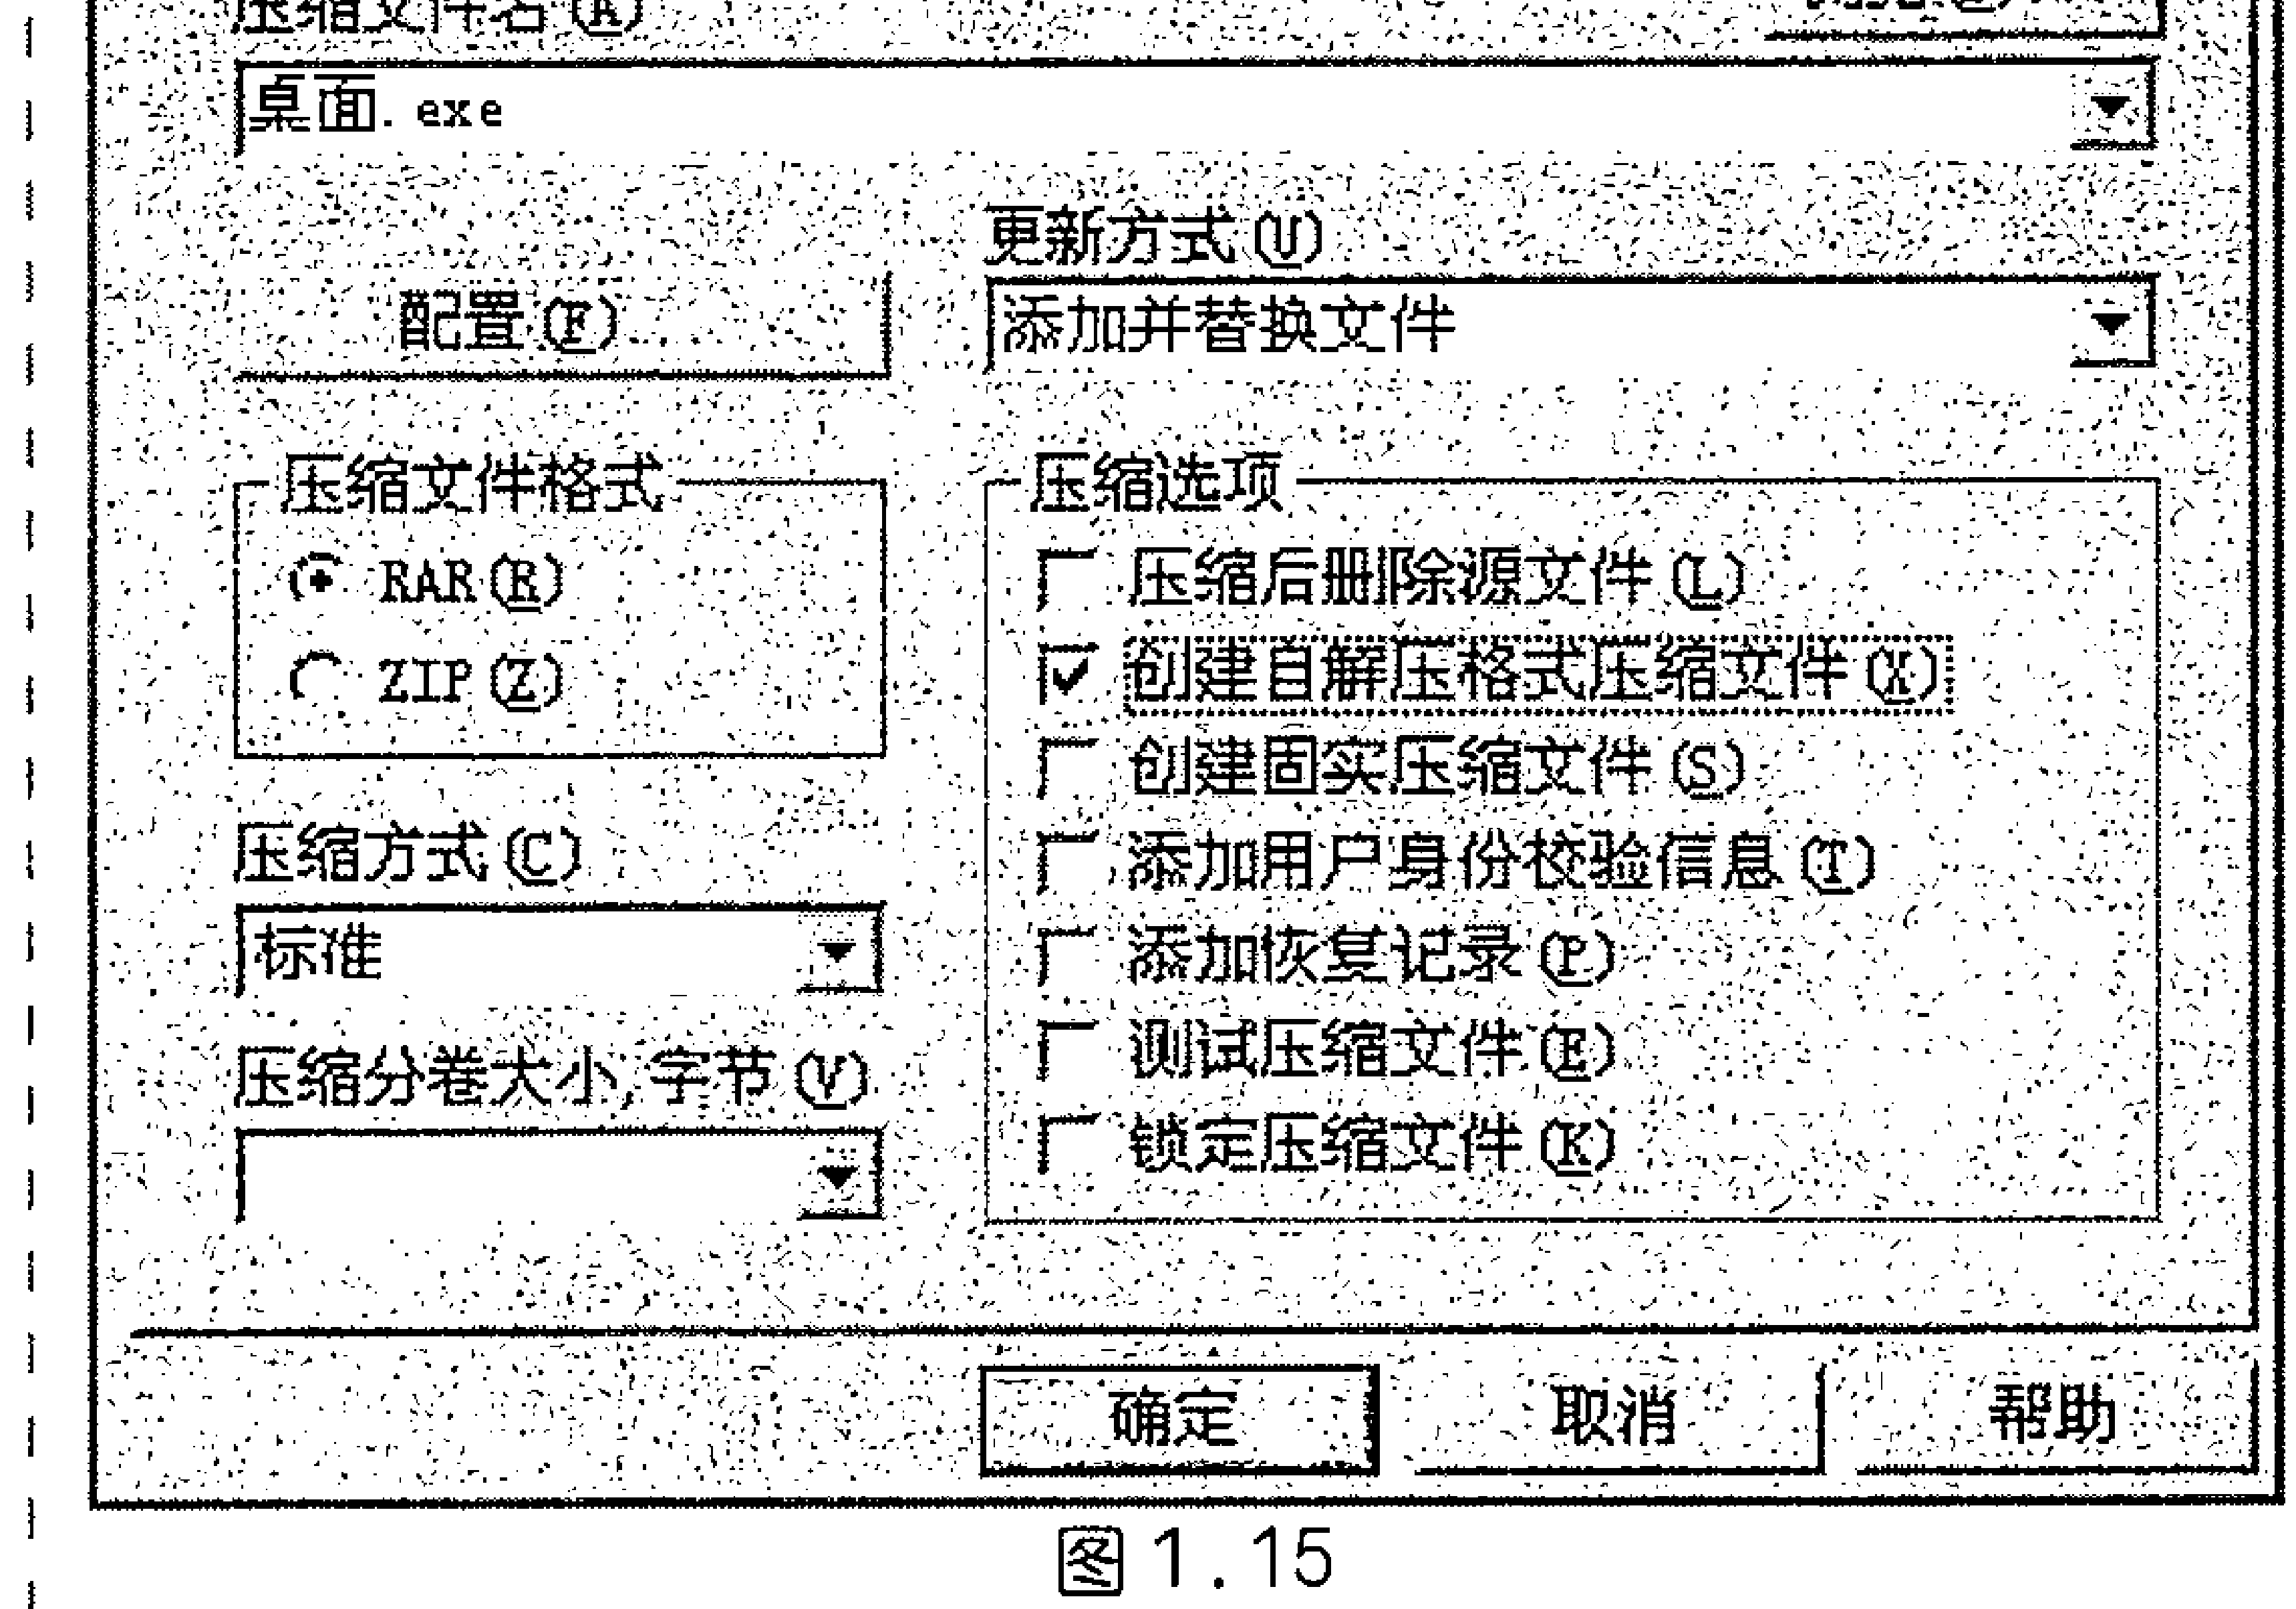 压缩文件名(A)
桌面.exe
更新方式(U)
配置(F)
添加并替换文件
压缩文件格式
压缩选项
RAR(R)
压缩后删除源文件(L)
ZIP(Z)
创建自解压格式压缩文件(X)
创建固实压缩文件(S)
压缩方式(C)
添加用户身份校验信息(T)
标准
添加恢复记录(P)
压缩分卷大小,字节(V)
测试压缩文件(E)
锁定压缩文件(K)
确定
取消
帮助
图1.15